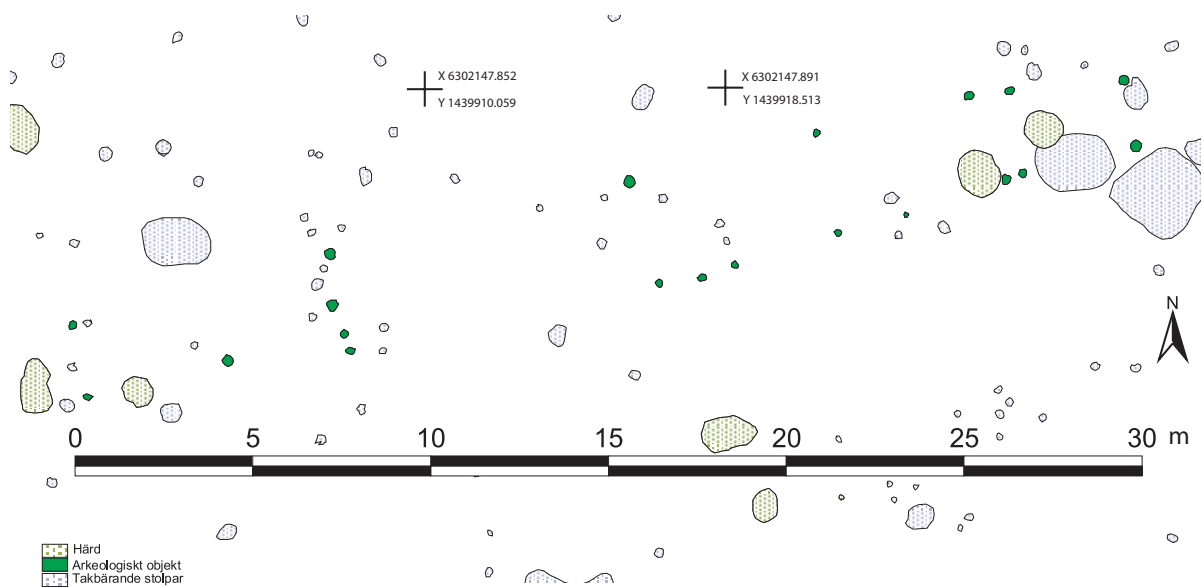 X 6302147.852
Y 1439910.059
X 6302147.891
Y 1439918.513
N
0 5 10 15 20 25 30 m
Härd
Arkeologiskt objekt
Takbärande stolpar